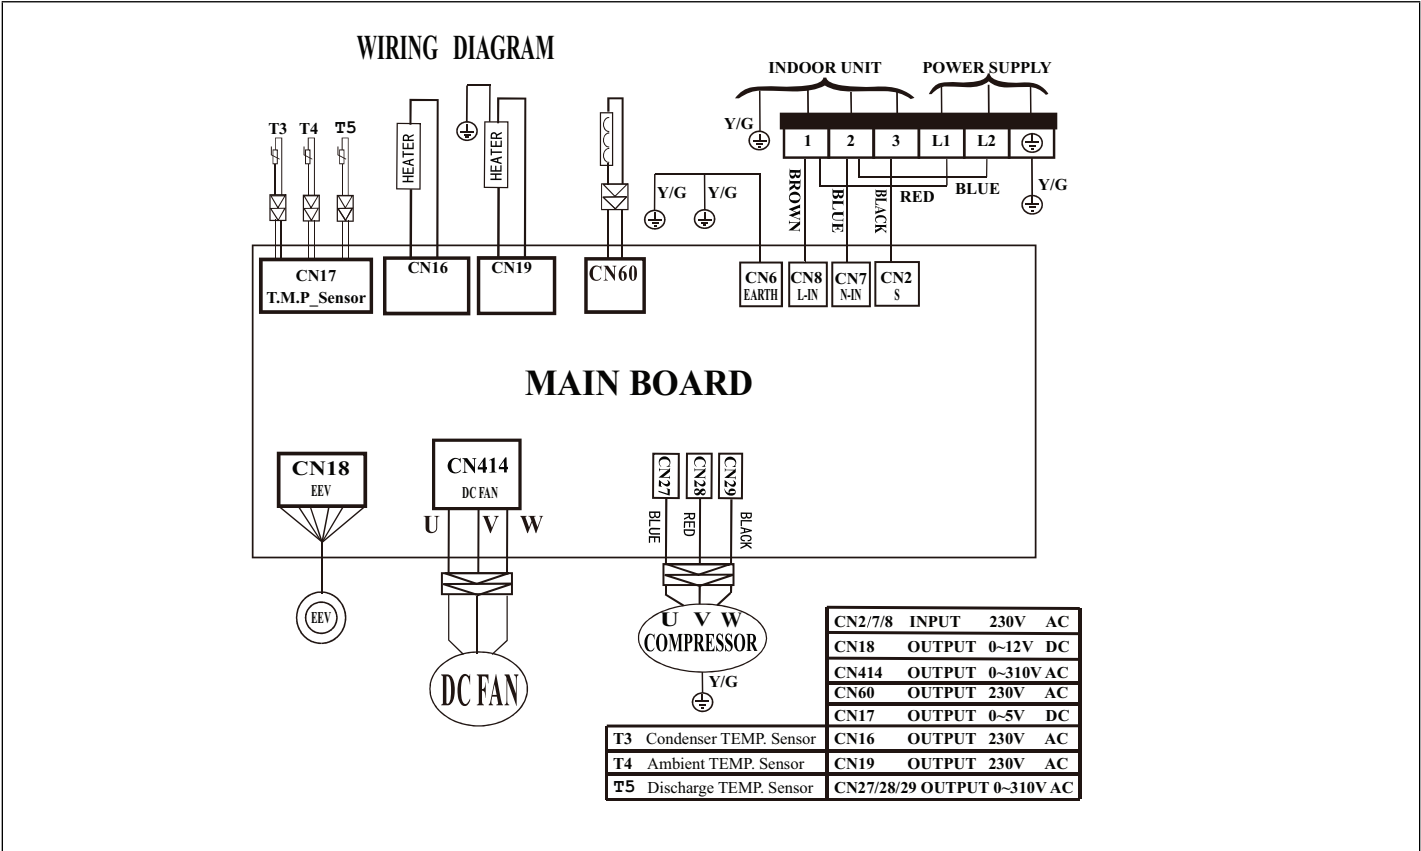 WIRING DIAGRAM
INDOOR UNIT POWER SUPPLY
T3 T4 T5
HEATER
HEATER
Y/G
1 2 3 L1 L2
Y/G Y/G
BROWN
BLUE
BLACK
RED
BLUE
Y/G
CN17
T.M.P_Sensor
CN16
CN19
CN60
CN6
EARTH
CN8
L-IN
CN7
N-IN
CN2
S
MAIN BOARD
CN18
EEV
CN414
DC FAN
U V W
CN27
CN28
CN29
BLUE
RED
BLACK
EEV
DC FAN
U V W
COMPRESSOR
Y/G
CN2/7/8 INPUT 230V AC
CN18 OUTPUT 0~12V DC
CN414 OUTPUT 0~310V AC
CN60 OUTPUT 230V AC
CN17 OUTPUT 0~5V DC
T3 Condenser TEMP. Sensor CN16 OUTPUT 230V AC
T4 Ambient TEMP. Sensor CN19 OUTPUT 230V AC
T5 Discharge TEMP. Sensor CN27/28/29 OUTPUT 0~310V AC